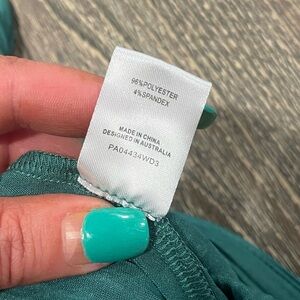 96%POLYESTER
4%SPANDEX
MADE IN CHINA
DESIGNED IN AUSTRALIA
PA04434WD3